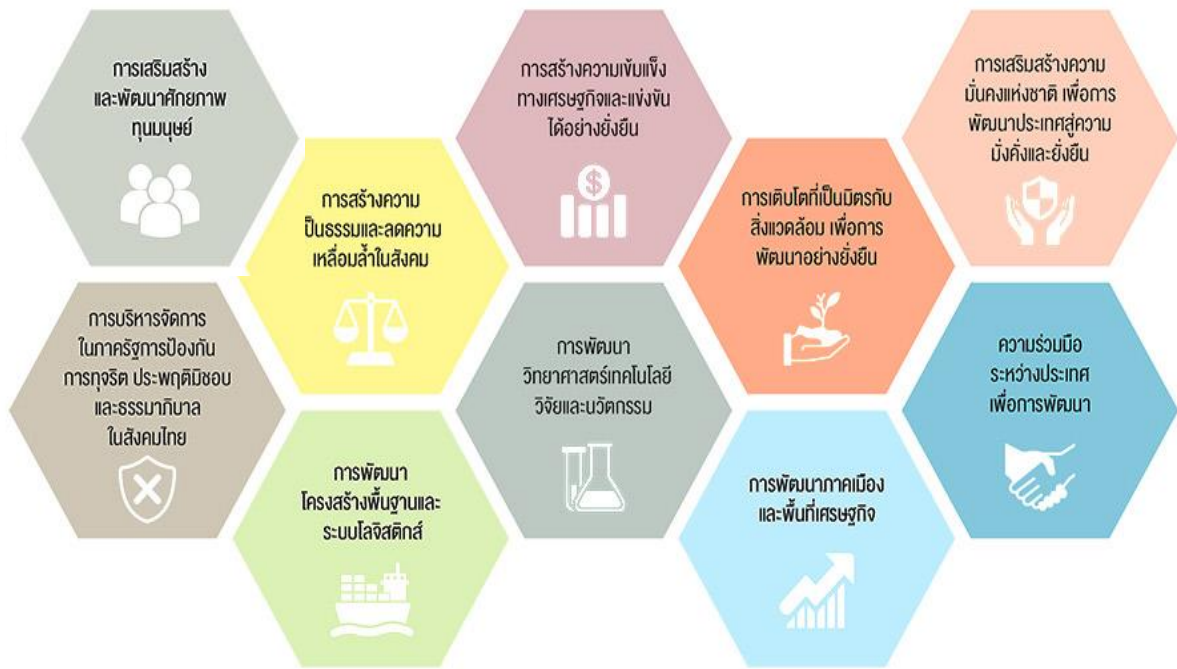 การเสริมสร้าง
และพัฒนาศักยภาพ
ทุนมนุษย์
การสร้างความ
ป็นธรรมและลดความ
เหลื่อมล้ำในสังคม
การสร้างความเข้มแข็ง
ทางเศรษฐกิจและแข่งขัน
ได้อย่างยั่งยืน
การเติบโตที่เป็นมิตรกับ
สิ่งแวดล้อม เพื่อการ
พัฒนาอย่างยั่งยืน
การเสริมสร้างความ
มั่นคงแห่งชาติ เพื่อการ
พัฒนาประเทศสู่ความ
มั่งคั่งและยั่งยืน
การบริหารจัดการ
ในภาครัฐการป้องกัน
การทุจริต ประพฤติมิชอบ
และธรรมาภิบาล
ในสังคมไทย
การพัฒนา
โครงสร้างพื้นฐานและ
ระบบโลจิสติกส์
การพัฒนา
วิทยาศาสตร์เทคโนโลยี
วิจัยและนวัตกรรม
การพัฒนาภาคเมือง
และพื้นที่เศรษฐกิจ
ความร่วมมือ
ระหว่างประเทศ
เพื่อการพัฒนา